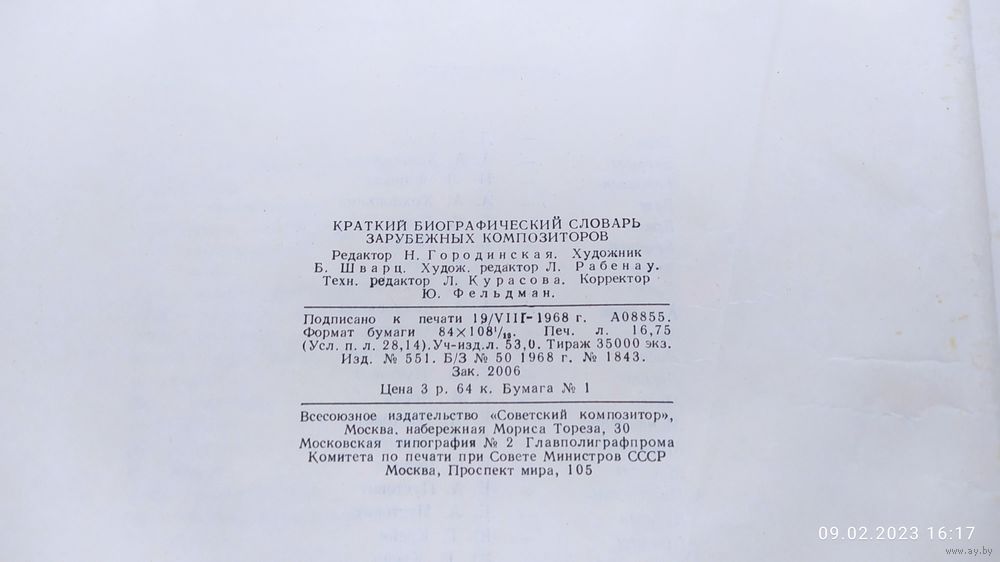 КРАТКИЙ БИОГРАФИЧЕСКИЙ СЛОВАРЬ
ЗАРУБЕЖНЫХ КОМПОЗИТОРОВ
Редактор Н. Городинская. Художник
Б. Шварц. Худож. редактор Л. Рабенау.
Техн. редактор Л. Курасова. Корректор
Ю. Фельдман.
Подписано к печати 19/VIII-1968 г. А08855.
Формат бумаги 84×108¹/₁₆. Печ. л. 16,75
(Усл. п. л. 28,14). Уч-изд.л. 53,0. Тираж 35000 экз.
Изд. № 551. Б/З № 50 1968 г. № 1843.
Зак. 2006
Цена 3 р. 64 к. Бумага № 1
Всесоюзное издательство «Советский композитор»,
Москва. набережная Мориса Тореза, 30
Московская типография № 2 Главполиграфпрома
Комитета по печати при Совете Министров СССР
Москва, Проспект мира, 105
09.02.2023 16:17
www.ay.by